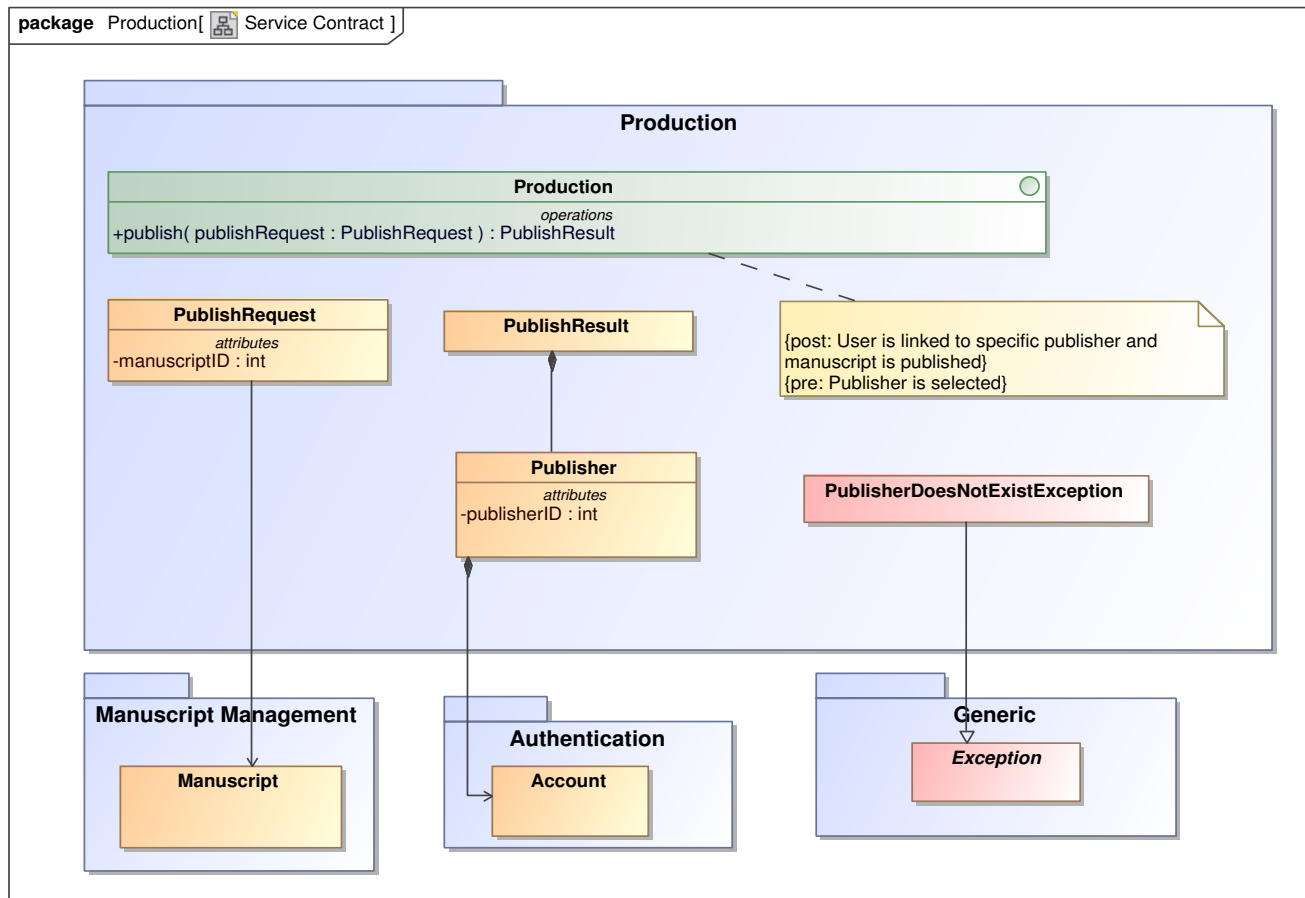 package Production[ Service Contract ]
Production
Production
operations
+publish( publishRequest : PublishRequest ) : PublishResult
PublishRequest
attributes
-manuscriptID : int
PublishResult
{post: User is linked to specific publisher and
manuscript is published}
{pre: Publisher is selected}
Publisher
attributes
-publisherID : int
PublisherDoesNotExistException
Manuscript Management
Manuscript
Authentication
Account
Generic
Exception